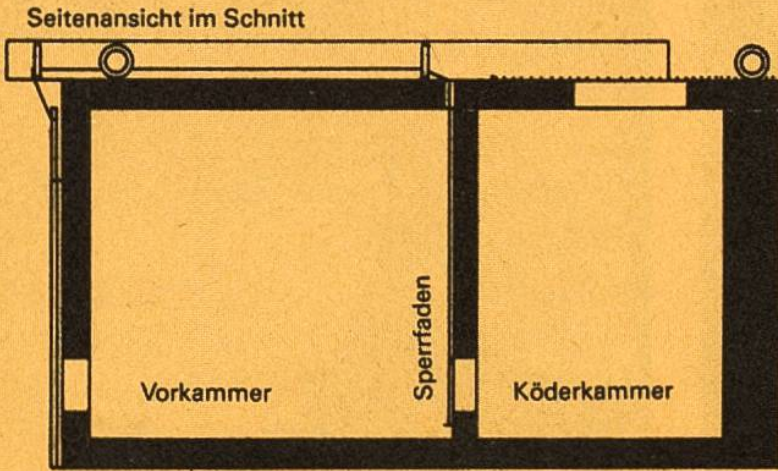 Seitenansicht im Schnitt
Sperrfaden
Vorkammer
Köderkammer